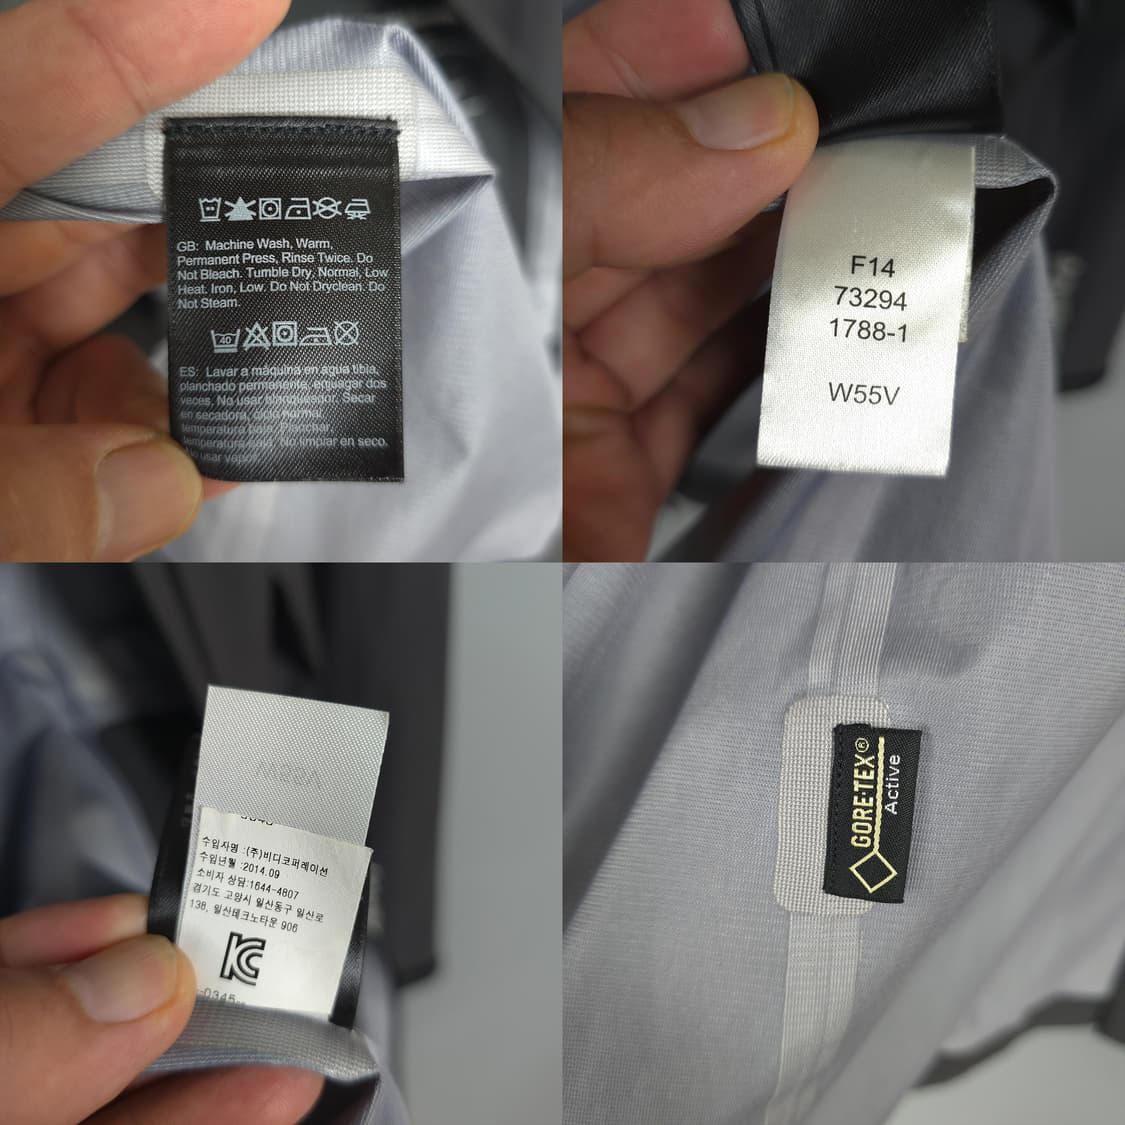 GB: Machine Wash, Warm,
Permanent Press, Rinse Twice. Do
Not Bleach. Tumble Dry, Normal, Low
Heat. Iron, Low. Do Not Dryclean. Do
Not Steam.
40
ES: Lavar a máquina en agua tibia,
planchado permanente, enjuagar dos
veces. No usar blanqueador. Secar
en secadora, ciclo normal,
temperatura baja. Planchar,
temperatura baja. No limpiar en seco.
No usar vapor.
F14
73294
1788-1
W55V
W55V
수입자명 :(주)비디코퍼레이션
수입년월 :2014.09
소비자 상담:1644-4807
경기도 고양시 일산동구 일산로
138, 일산테크노타운 906
KC
-0345
GORE-TEX®
Active